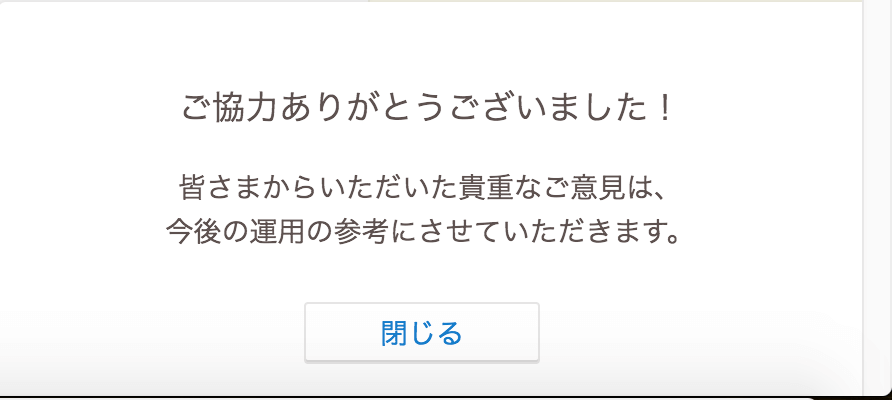 ご協力ありがとうございました！
皆さまからいただいた貴重なご意見は、
今後の運用の参考にさせていただきます。
閉じる